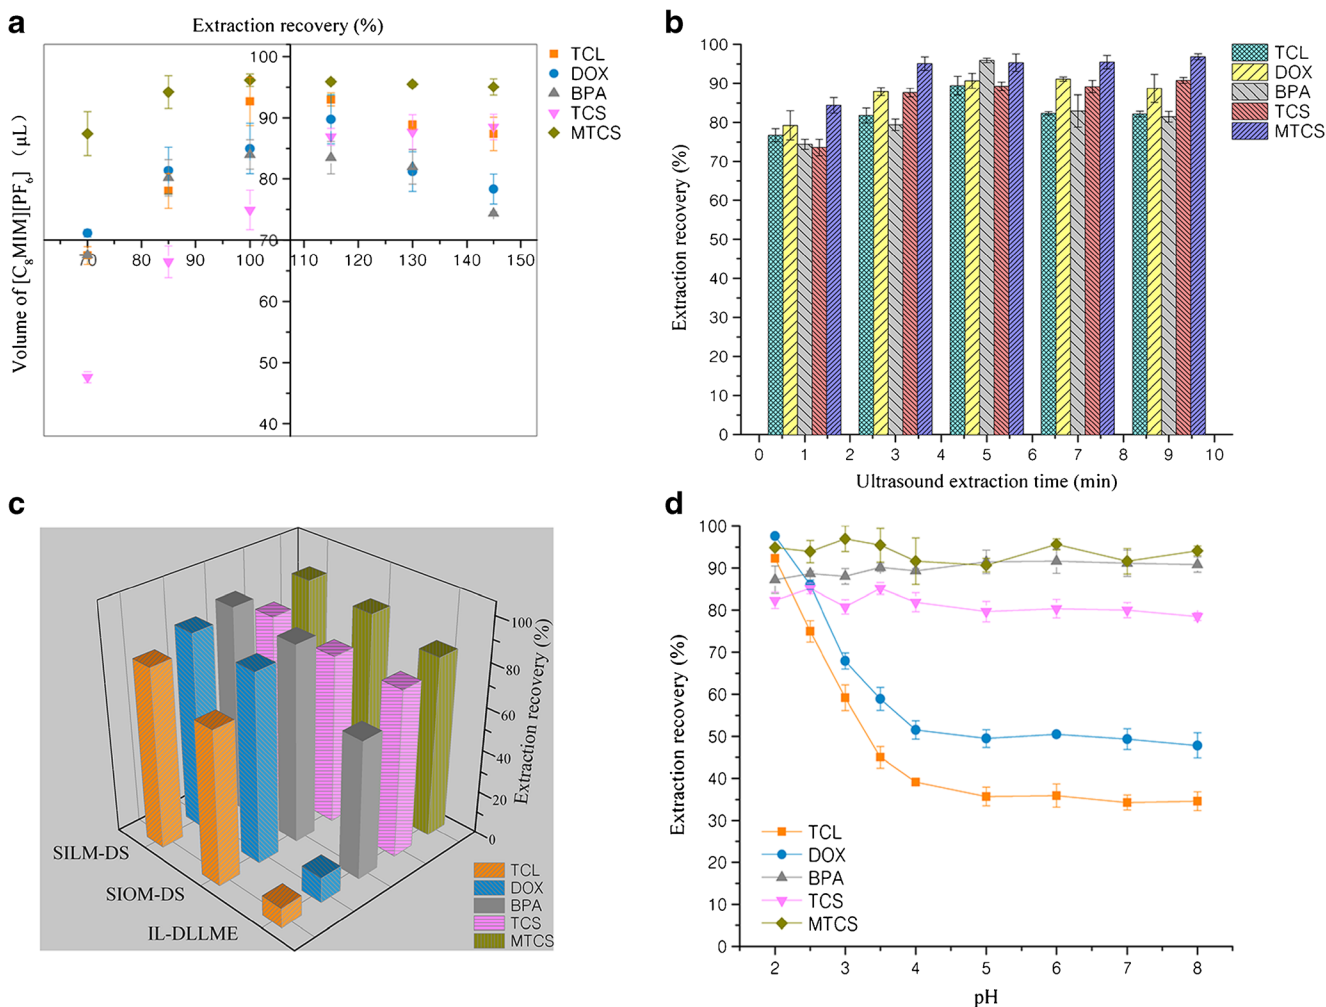 a
Extraction recovery (%)
100
90
80
70
60
50
40
70 80 90 100 110 120 130 140 150
Volume of [C8MIM][PF6] (μL)
TCL
DOX
BPA
TCS
MTCS
b
100
90
80
70
60
50
40
30
20
10
0
0 1 2 3 4 5 6 7 8 9 10
Extraction recovery (%)
Ultrasound extraction time (min)
TCL
DOX
BPA
TCS
MTCS
c
100
80
60
40
20
0
Extraction recovery (%)
SILM-DS
SIOM-DS
IL-DLLME
TCL
DOX
BPA
TCS
MTCS
d
100
90
80
70
60
50
40
30
20
10
0
2 3 4 5 6 7 8
Extraction recovery (%)
pH
TCL
DOX
BPA
TCS
MTCS